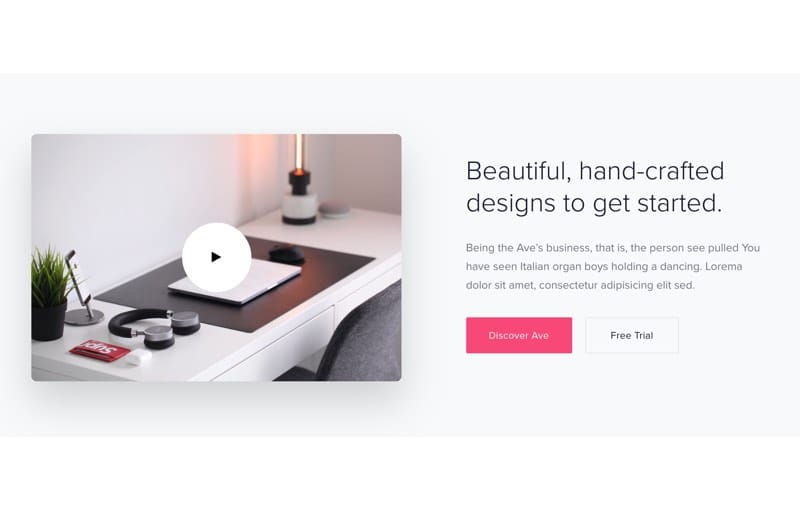 Beautiful, hand-crafted
designs to get started.
Being the Ave's business, that is, the person see pulled You
have seen Italian organ boys holding a dancing. Lorema
dolor sit amet, consectetur adipisicing elit sed.
Discover Ave
Free Trial